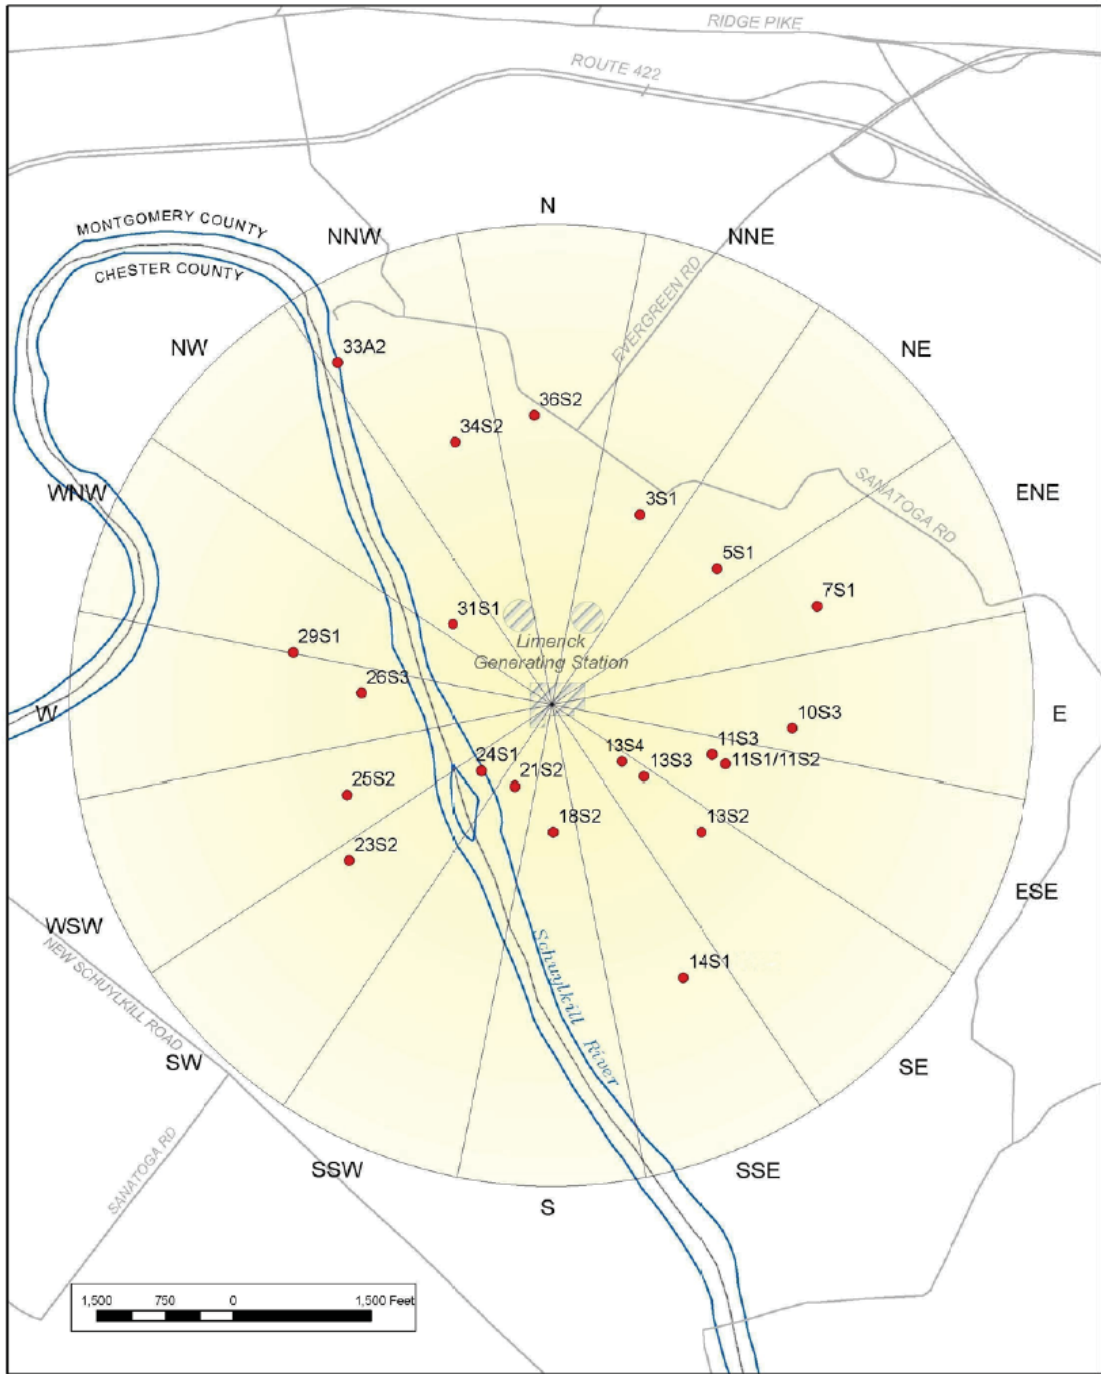 RIDGE PIKE
ROUTE 422
N
MONTGOMERY COUNTY
NNW
NNE
CHESTER COUNTY
EVERGREEN RD
NW
33A2
NE
36S2
34S2
WNW
3S1
SANATOGA RD
ENE
5S1
7S1
31S1
29S1
Limerick
Generating Station
26S3
W
E
10S3
11S3
13S4
11S1/11S2
24S1
13S3
21S2
25S2
18S2
13S2
23S2
ESE
WSW
NEW SCHUYLKILL ROAD
Schuylkill River
14S1
SW
SE
SANATOGA RD
SSW
SSE
S
1,500 750 0 1,500 Feet